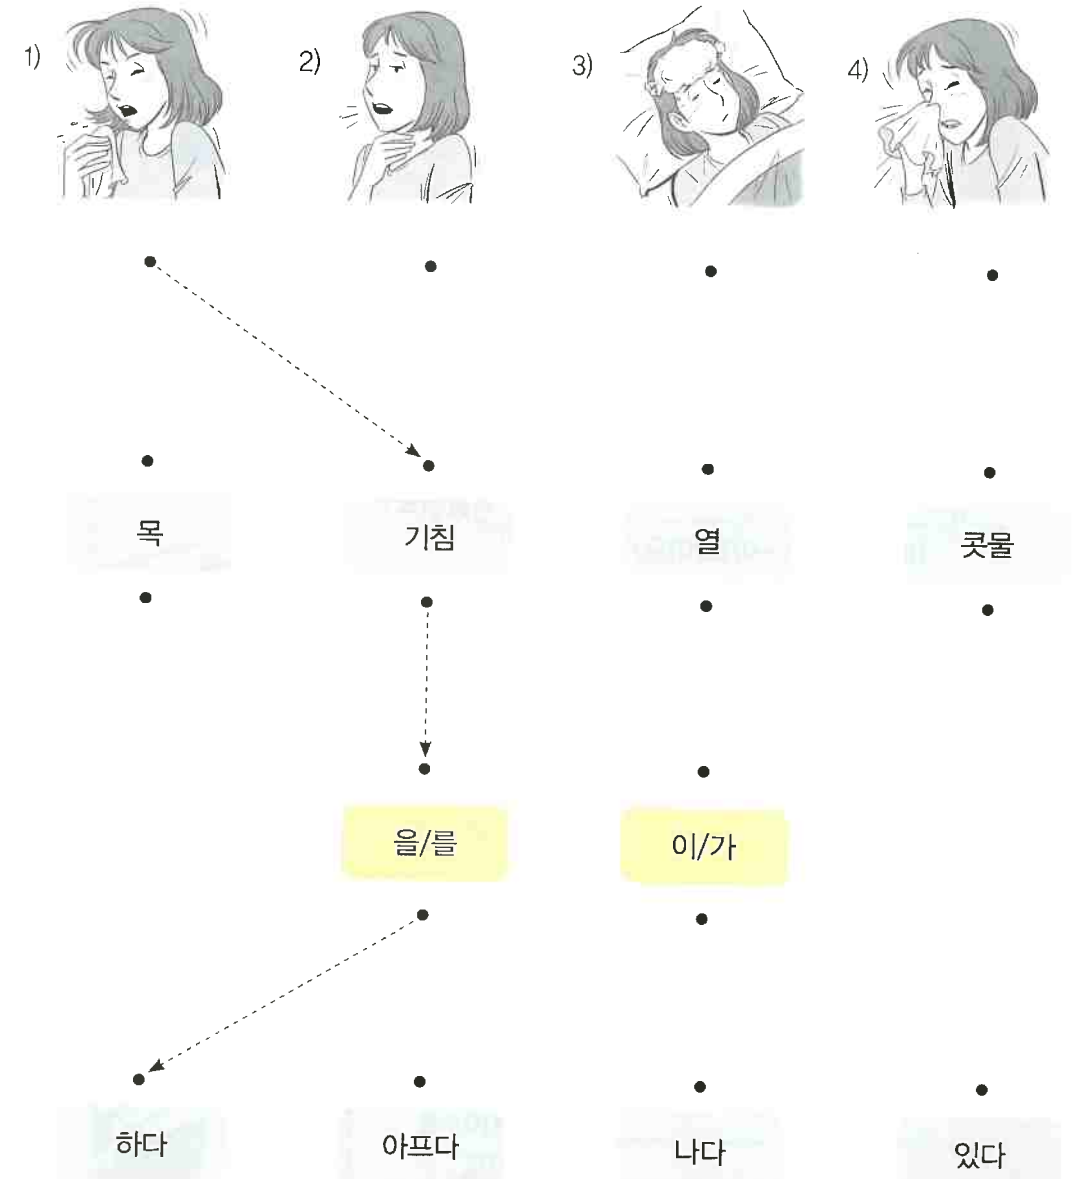 1) 2) 3) 4)
목 기침 열 콧물
을/를 이/가
하다 아프다 나다 있다